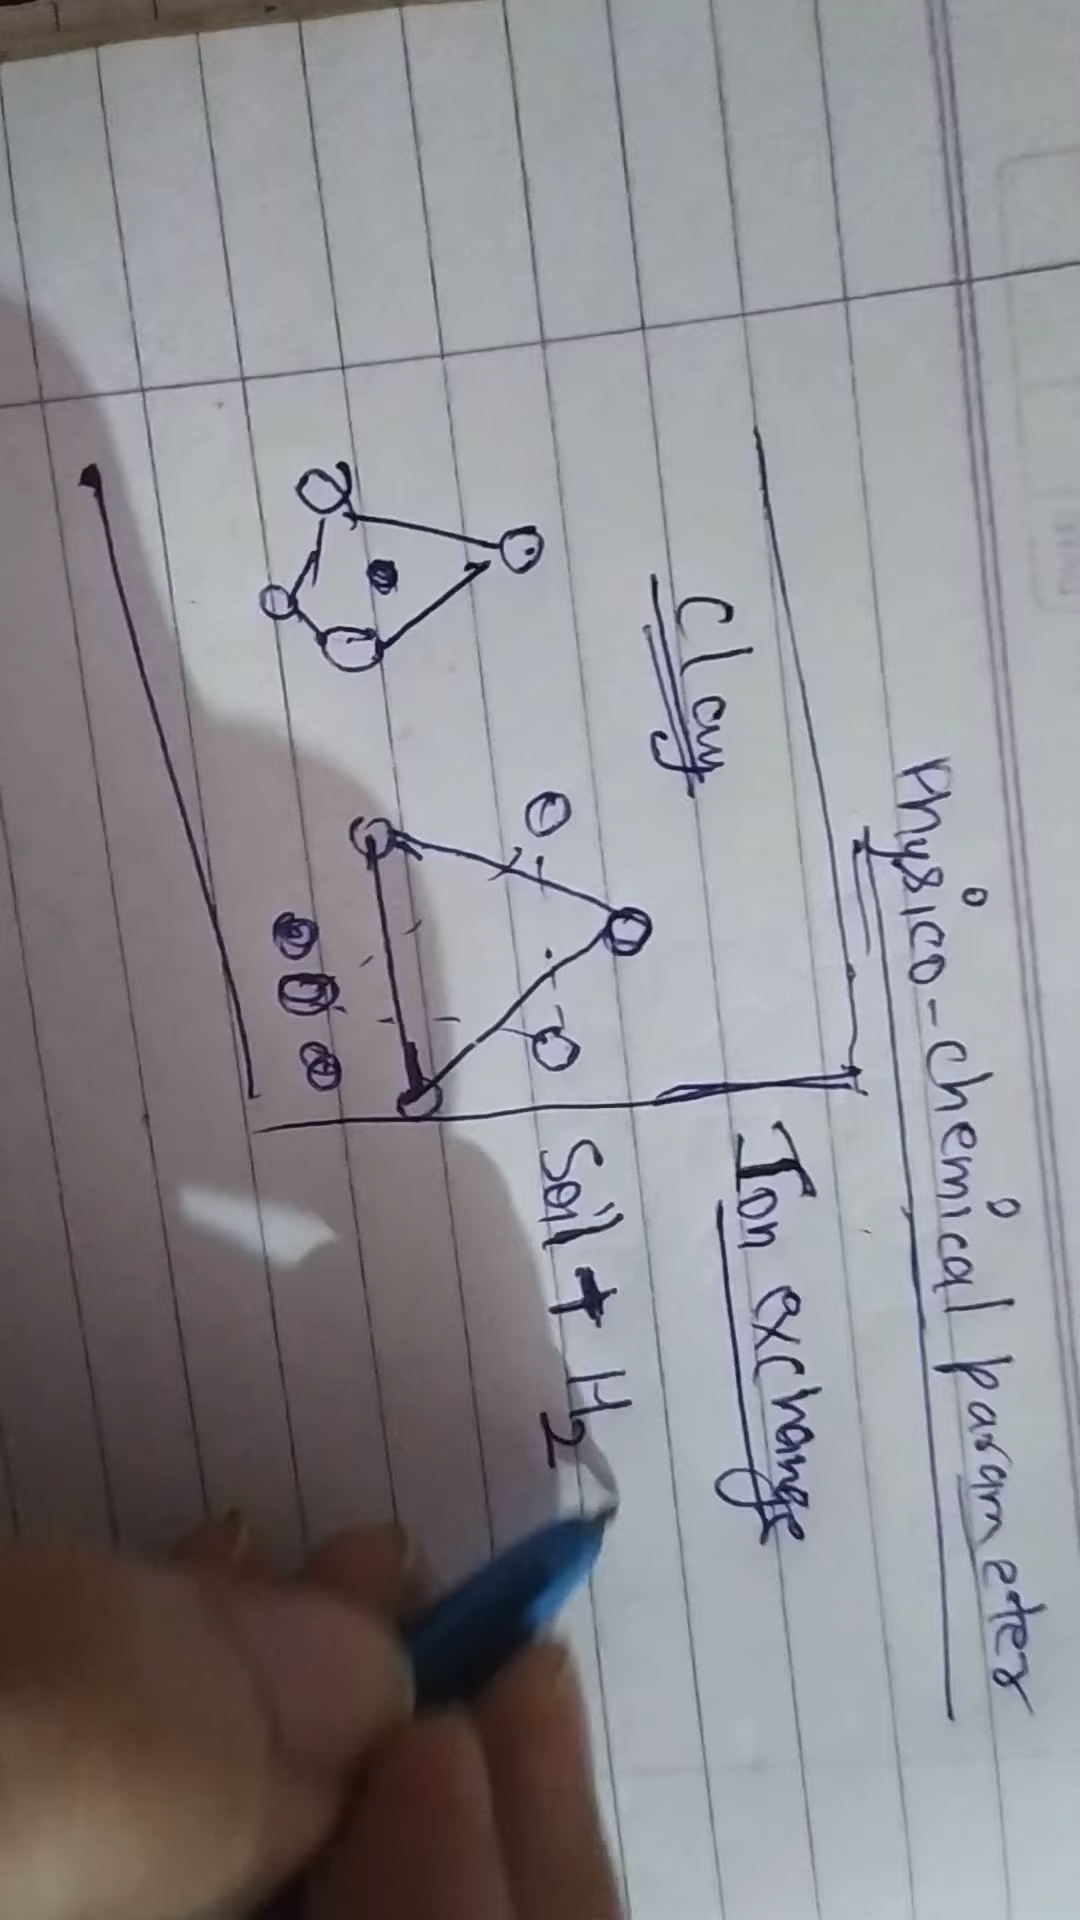 Physico-chemical parameter
Clay
Ion exchange
Soil + H2